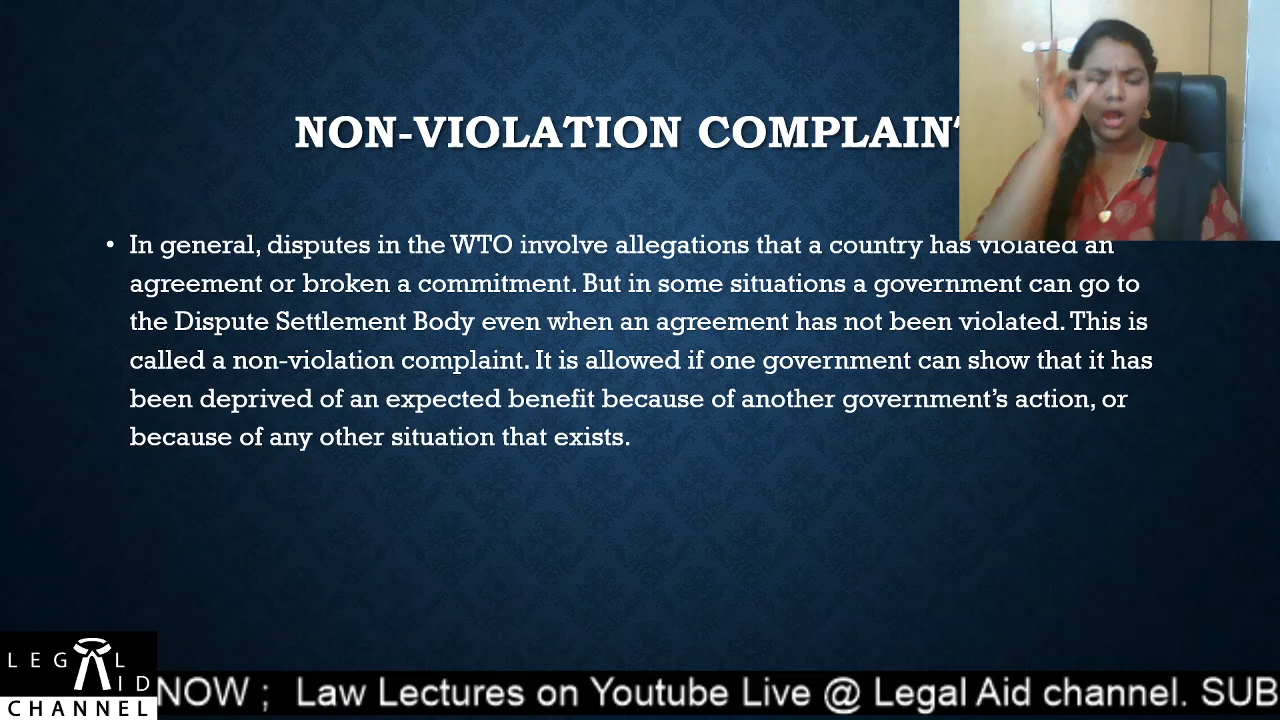 NON-VIOLATION COMPLAIN
• In general, disputes in the WTO involve allegations that a country has violated an
agreement or broken a commitment. But in some situations a government can go to
the Dispute Settlement Body even when an agreement has not been violated. This is
called a non-violation complaint. It is allowed if one government can show that it has
been deprived of an expected benefit because of another government's action, or
because of any other situation that exists.
LEGAL
AID
CHANNEL
NOW ; Law Lectures on Youtube Live @ Legal Aid channel. SUB